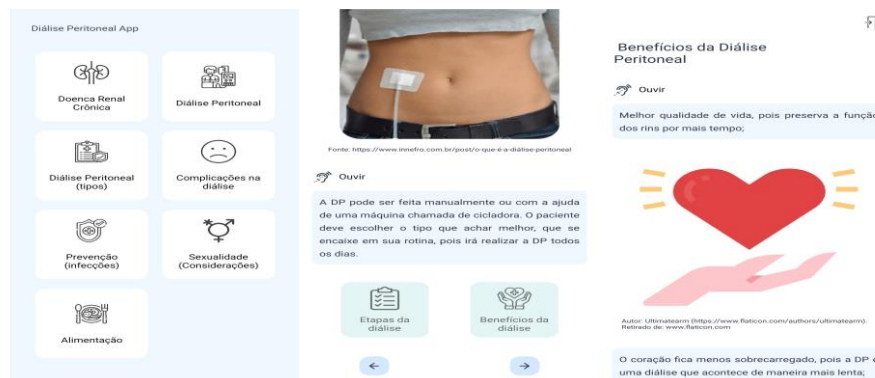 Diálise Peritoneal App
Doenca Renal
Crônica
Diálise Peritoneal
Diálise Peritoneal
(tipos)
Complicações na
diálise
Prevenção
(infecções)
Sexualidade
(Considerações)
Alimentação
Fonte: https://www.innefro.com.br/post/o-que-é-a-diálise-peritoneal
Ouvir
A DP pode ser feita manualmente ou com a ajuda
de uma máquina chamada de cicladora. O paciente
deve escolher o tipo que achar melhor, que se
encaixe em sua rotina, pois irá realizar a DP todos
os dias.
Etapas da
diálise
Benefícios da
diálise
Benefícios da Diálise
Peritoneal
Ouvir
Melhor qualidade de vida, pois preserva a função
dos rins por mais tempo;
Autor: Ultimatearm (https://www.flaticon.com/authors/ultimatearm).
Retirado de: www.flaticon.com
O coração fica menos sobrecarregado, pois a DP é
uma diálise que acontece de maneira mais lenta;